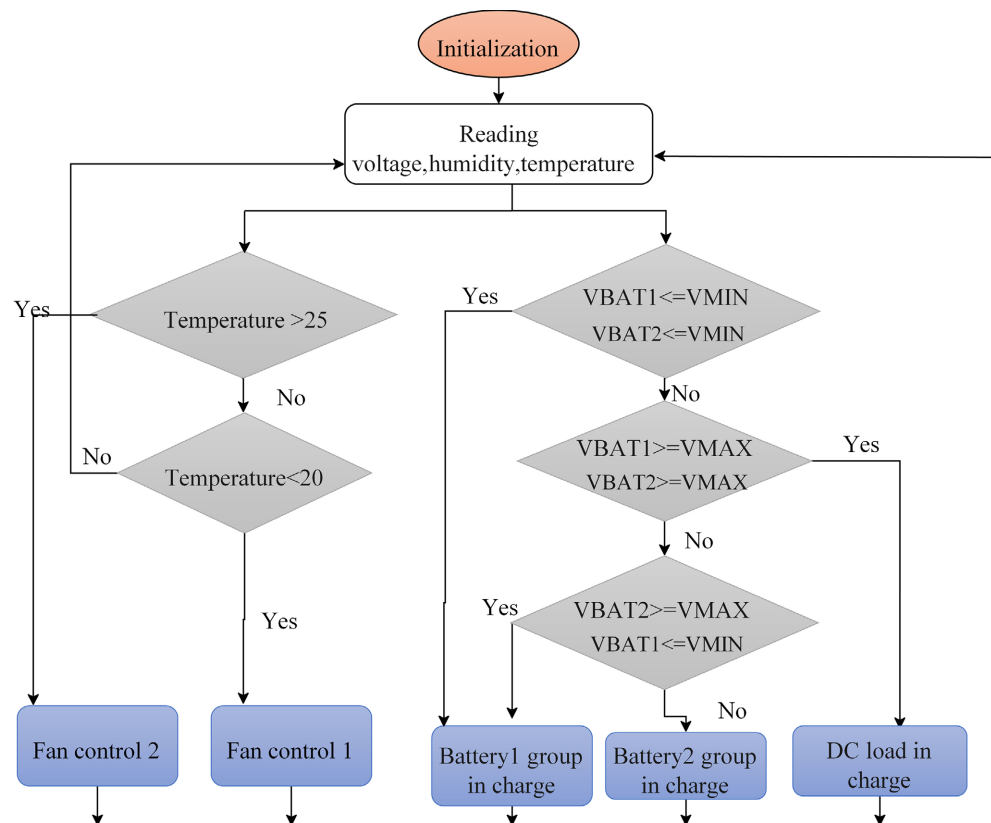 Initialization
Reading
voltage,humidity,temperature
Yes
Temperature >25
Yes
VBAT1<=VMIN
VBAT2<=VMIN
No
No
No
Temperature<20
VBAT1>=VMAX
VBAT2>=VMAX
Yes
No
Yes
Yes
VBAT2>=VMAX
VBAT1<=VMIN
No
Fan control 2
Fan control 1
Battery1 group
in charge
Battery2 group
in charge
DC load in
charge